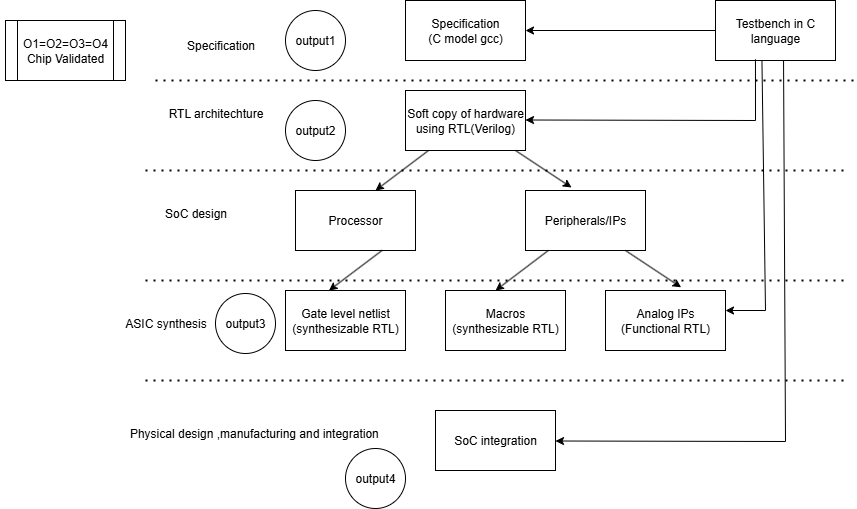 O1=O2=O3=O4
Chip Validated
Specification
output1
Specification
(C model gcc)
Testbench in C
language
RTL architechture
output2
Soft copy of hardware
using RTL(Verilog)
SoC design
Processor
Peripherals/IPs
ASIC synthesis
output3
Gate level netlist
(synthesizable RTL)
Macros
(synthesizable RTL)
Analog IPs
(Functional RTL)
Physical design ,manufacturing and integration
output4
SoC integration